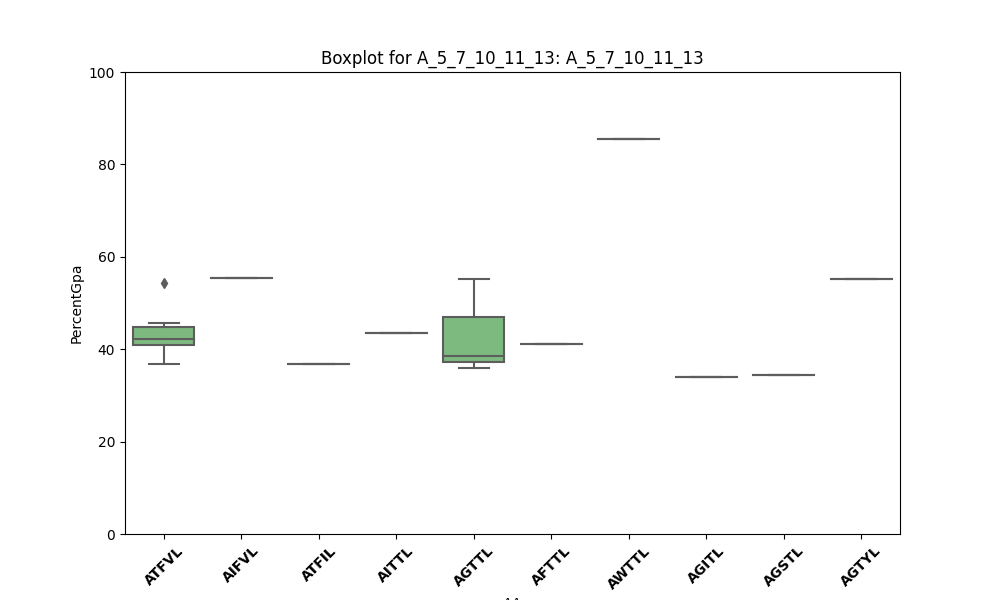 Boxplot for A_5_7_10_11_13: A_5_7_10_11_13
100
80
60
40
20
0
PercentGpa
ATFVL AIFVL ATFIL AITTL AGTTL AFTTL AWTTL AGITL AGSTL AGTYL